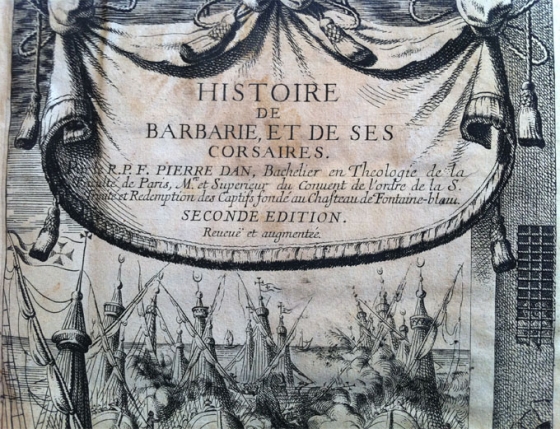 HISTOIRE
DE
BARBARIE, ET DE SES
CORSAIRES.
R. P. F. PIERRE DAN, Bachelier en Theologie de la
de Paris, M. et Superieur du Conuent de l'ordre de la S.
et Redemption des Captifs fondé au Chasteau de Fontaine-bleau.
SECONDE EDITION.
Reueuë et augmentée.